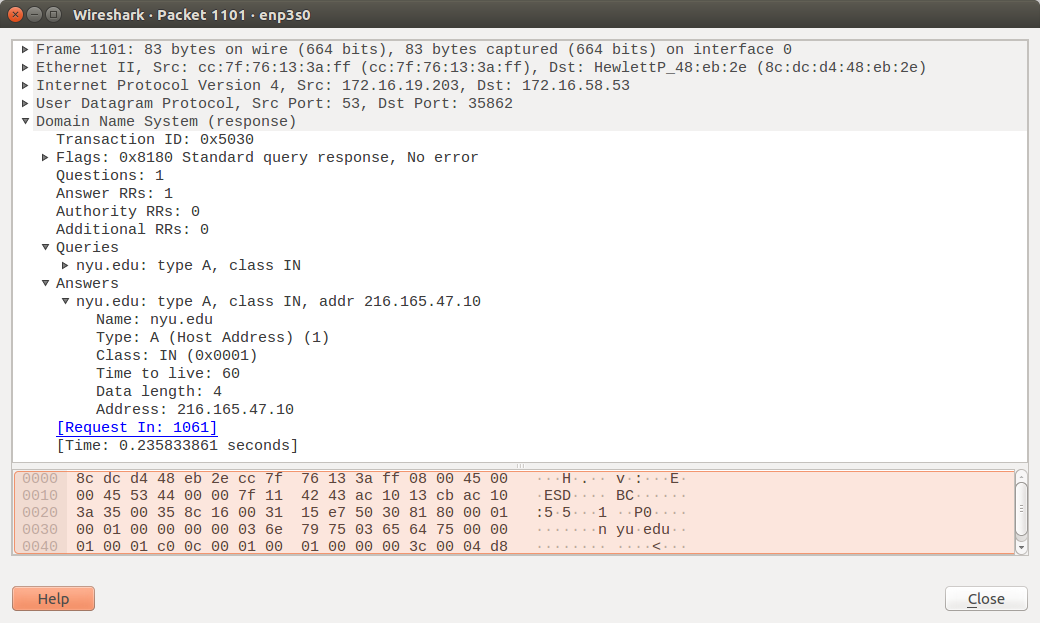 Wireshark · Packet 1101 · enp3s0
Frame 1101: 83 bytes on wire (664 bits), 83 bytes captured (664 bits) on interface 0
Ethernet II, Src: cc:7f:76:13:3a:ff (cc:7f:76:13:3a:ff), Dst: HewlettP_48:eb:2e (8c:dc:d4:48:eb:2e)
Internet Protocol Version 4, Src: 172.16.19.203, Dst: 172.16.58.53
User Datagram Protocol, Src Port: 53, Dst Port: 35862
Domain Name System (response)
Transaction ID: 0x5030
Flags: 0x8180 Standard query response, No error
Questions: 1
Answer RRs: 1
Authority RRs: 0
Additional RRs: 0
Queries
nyu.edu: type A, class IN
Answers
nyu.edu: type A, class IN, addr 216.165.47.10
Name: nyu.edu
Type: A (Host Address) (1)
Class: IN (0x0001)
Time to live: 60
Data length: 4
Address: 216.165.47.10
[Request In: 1061]
[Time: 0.235833861 seconds]
0000 8c dc d4 48 eb 2e cc 7f 76 13 3a ff 08 00 45 00 ···H·.·· v·:···E·
0010 00 45 53 44 00 00 7f 11 42 43 ac 10 13 cb ac 10 ·ESD···· BC······
0020 3a 35 00 35 8c 16 00 31 15 e7 50 30 81 80 00 01 :5·5···1 ··P0····
0030 00 01 00 00 00 00 03 6e 79 75 03 65 64 75 00 00 ·······n yu·edu··
0040 01 00 01 c0 0c 00 01 00 01 00 00 00 3c 00 04 d8 ········ ····<···
Help
Close